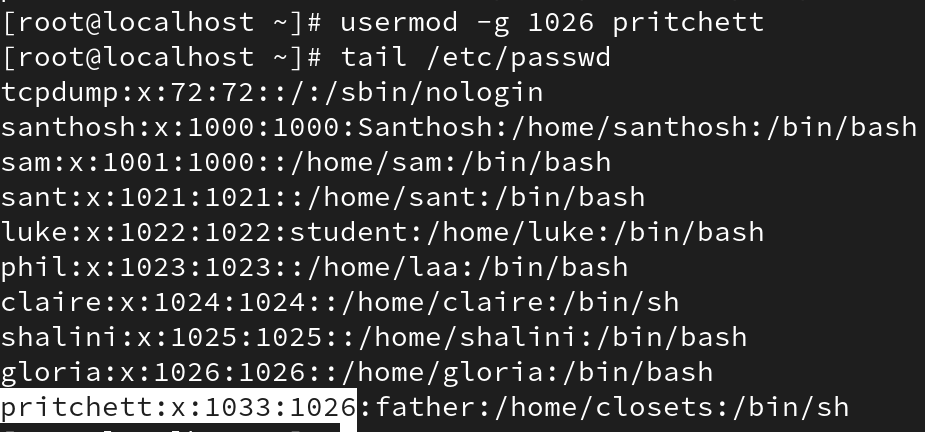 [root@localhost ~]# usermod -g 1026 pritchett
[root@localhost ~]# tail /etc/passwd
tcpdump:x:72:72::/:/sbin/nologin
santhosh:x:1000:1000:Santhosh:/home/santhosh:/bin/bash
sam:x:1001:1000::/home/sam:/bin/bash
sant:x:1021:1021::/home/sant:/bin/bash
luke:x:1022:1022:student:/home/luke:/bin/bash
phil:x:1023:1023::/home/laa:/bin/bash
claire:x:1024:1024::/home/claire:/bin/sh
shalini:x:1025:1025::/home/shalini:/bin/bash
gloria:x:1026:1026::/home/gloria:/bin/bash
pritchett:x:1033:1026:father:/home/closets:/bin/sh